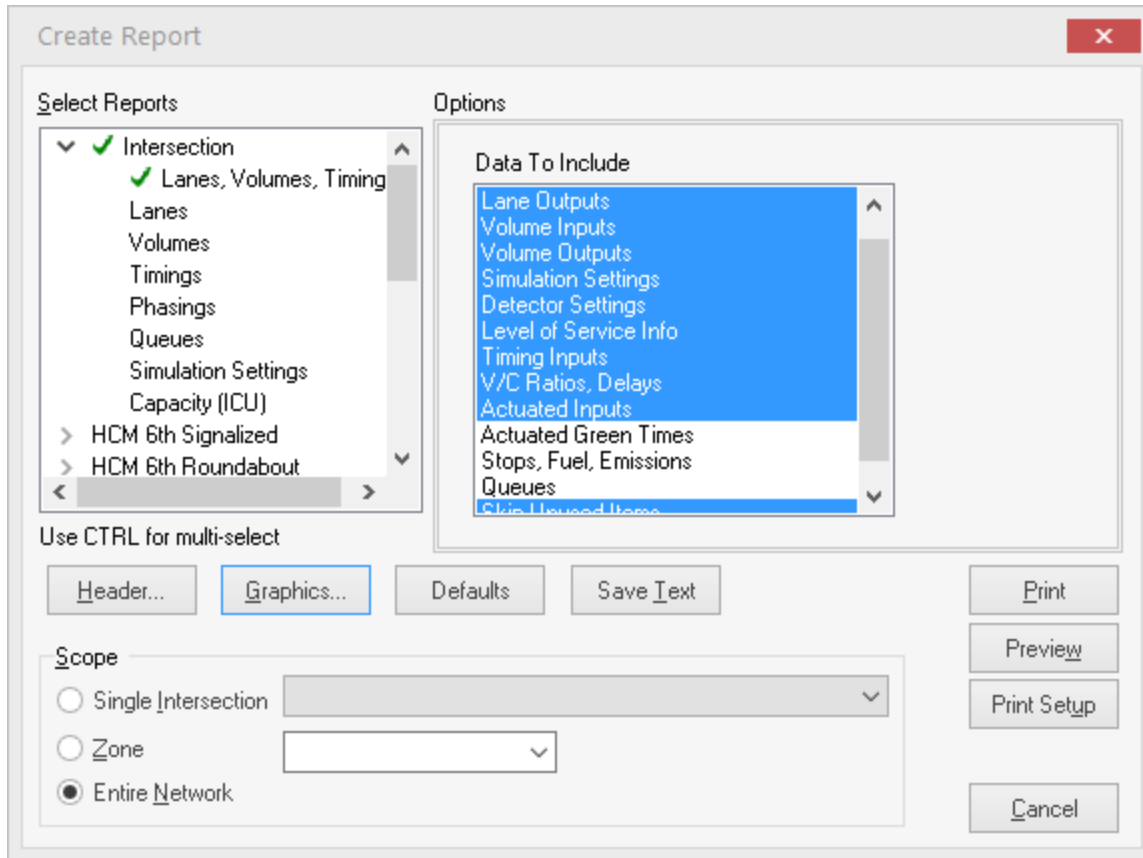 Create Report
Select Reports
Intersection
Lanes, Volumes, Timing
Lanes
Volumes
Timings
Phasings
Queues
Simulation Settings
Capacity (ICU)
HCM 6th Signalized
HCM 6th Roundabout
Use CTRL for multi-select
Options
Data To Include
Lane Outputs
Volume Inputs
Volume Outputs
Simulation Settings
Detector Settings
Level of Service Info
Timing Inputs
V/C Ratios, Delays
Actuated Inputs
Actuated Green Times
Stops, Fuel, Emissions
Queues
Skip Unused Items
Header...
Graphics...
Defaults
Save Text
Print
Preview
Print Setup
Cancel
Scope
Single Intersection
Zone
Entire Network